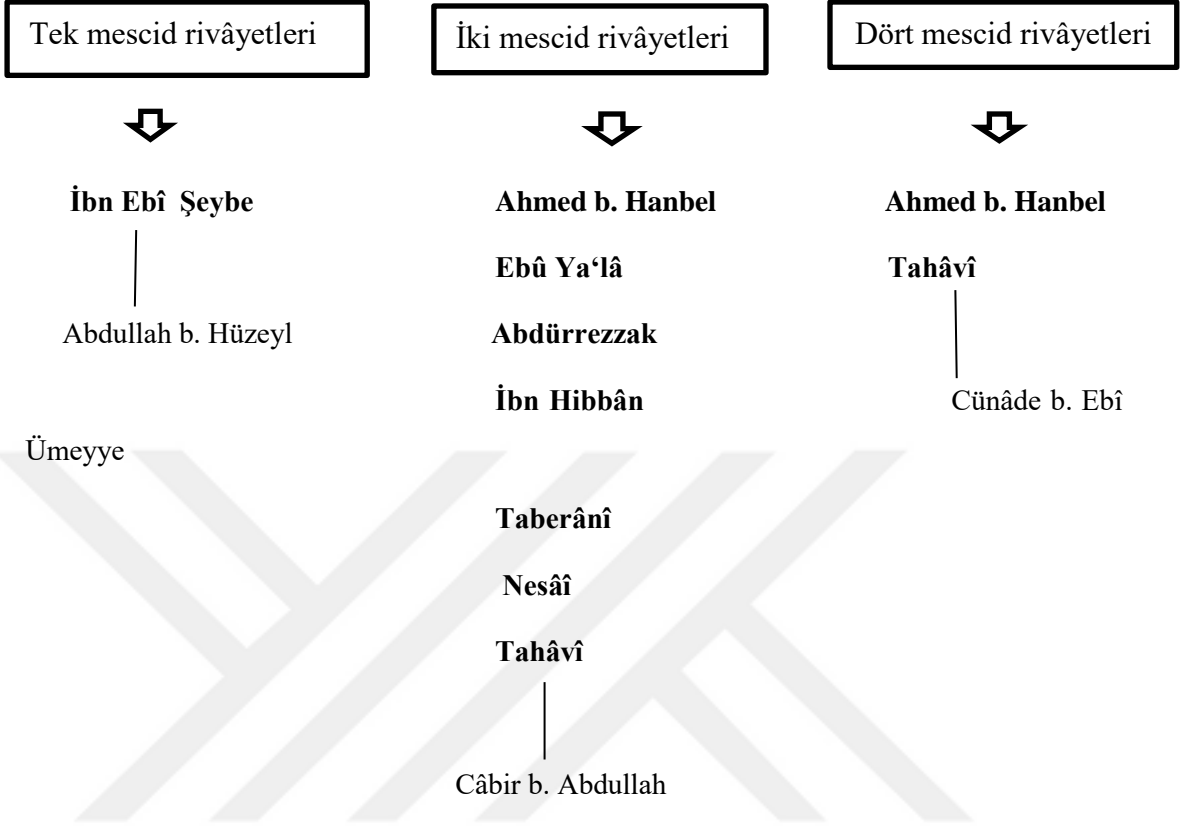 Tek mescid rivâyetleri
İki mescid rivâyetleri
Dört mescid rivâyetleri
İbn Ebî Şeybe
Ahmed b. Hanbel
Ahmed b. Hanbel
Ebû Ya‘lâ
Tahâvî
Abdullah b. Hüzeyl
Abdürrezzak
İbn Hibbân
Cünâde b. Ebî
Ümeyye
Taberânî
Nesâî
Tahâvî
Câbir b. Abdullah